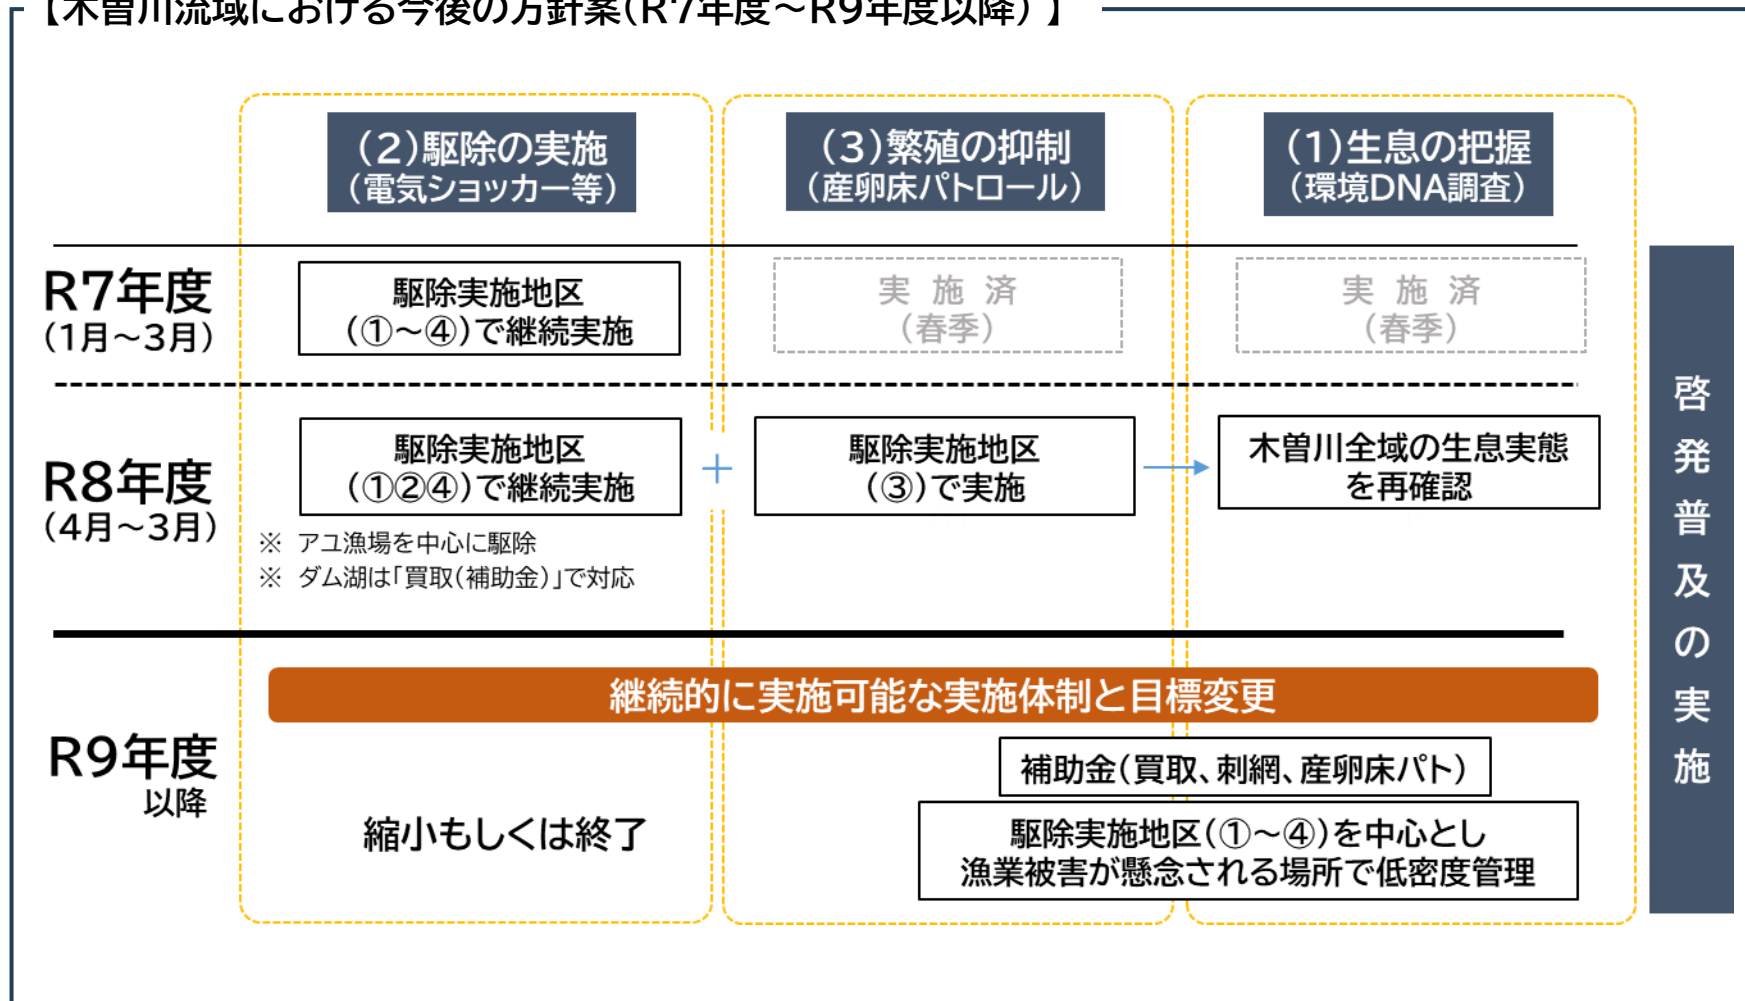 【木曽川流域における今後の方針案(R7年度～R9年度以降)】
(2)駆除の実施
(電気ショッカー等)
(3)繁殖の抑制
(産卵床パトロール)
(1)生息の把握
(環境DNA調査)
R7年度
(1月～3月)
駆除実施地区
(①～④)で継続実施
実施済
(春季)
実施済
(春季)
R8年度
(4月～3月)
駆除実施地区
(①②④)で継続実施
＋
駆除実施地区
(③)で実施
木曽川全域の生息実態
を再確認
※ アユ漁場を中心に駆除
※ ダム湖は「買取(補助金)」で対応
継続的に実施可能な実施体制と目標変更
R9年度
以降
縮小もしくは終了
補助金(買取、刺網、産卵床パト)
駆除実施地区(①～④)を中心とし
漁業被害が懸念される場所で低密度管理
啓発普及の実施